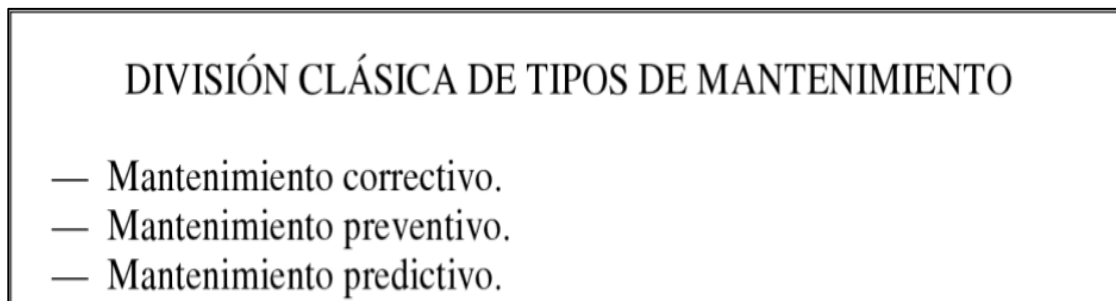 DIVISIÓN CLÁSICA DE TIPOS DE MANTENIMIENTO
— Mantenimiento correctivo.
— Mantenimiento preventivo.
— Mantenimiento predictivo.